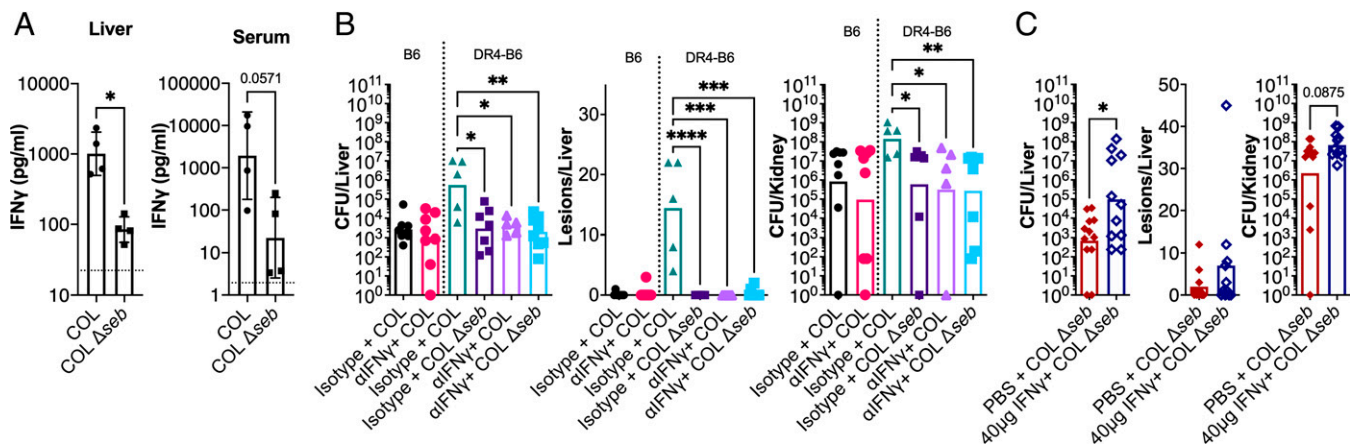 A
Liver
Serum
IFNγ (pg/ml)
10000
1000
100
10
*
COL
COL Δseb
IFNγ (pg/ml)
100000
10000
1000
100
10
1
0.0571
COL
COL Δseb
B
B6
DR4-B6
CFU/Liver
10¹¹
10¹⁰
10⁹
10⁸
10⁷
10⁶
10⁵
10⁴
10³
10²
10¹
10⁰
**
*
*
Isotype + COL
αIFNγ+ COL
Isotype + COL
Isotype + COL Δseb
αIFNγ+ COL
αIFNγ+ COL Δseb
B6
DR4-B6
Lesions/Liver
30
20
10
0
***
***
****
Isotype + COL
αIFNγ+ COL
Isotype + COL
Isotype + COL Δseb
αIFNγ+ COL
αIFNγ+ COL Δseb
B6
DR4-B6
CFU/Kidney
10¹¹
10¹⁰
10⁹
10⁸
10⁷
10⁶
10⁵
10⁴
10³
10²
10¹
10⁰
**
*
*
Isotype + COL
αIFNγ+ COL
Isotype + COL
Isotype + COL Δseb
αIFNγ+ COL
αIFNγ+ COL Δseb
C
CFU/Liver
10¹¹
10¹⁰
10⁹
10⁸
10⁷
10⁶
10⁵
10⁴
10³
10²
10¹
10⁰
*
PBS + COL Δseb
40μg IFNγ + COL Δseb
Lesions/Liver
50
40
30
20
10
0
PBS + COL Δseb
40μg IFNγ + COL Δseb
CFU/Kidney
10¹¹
10¹⁰
10⁹
10⁸
10⁷
10⁶
10⁵
10⁴
10³
10²
10¹
10⁰
0.0875
PBS + COL Δseb
40μg IFNγ + COL Δseb